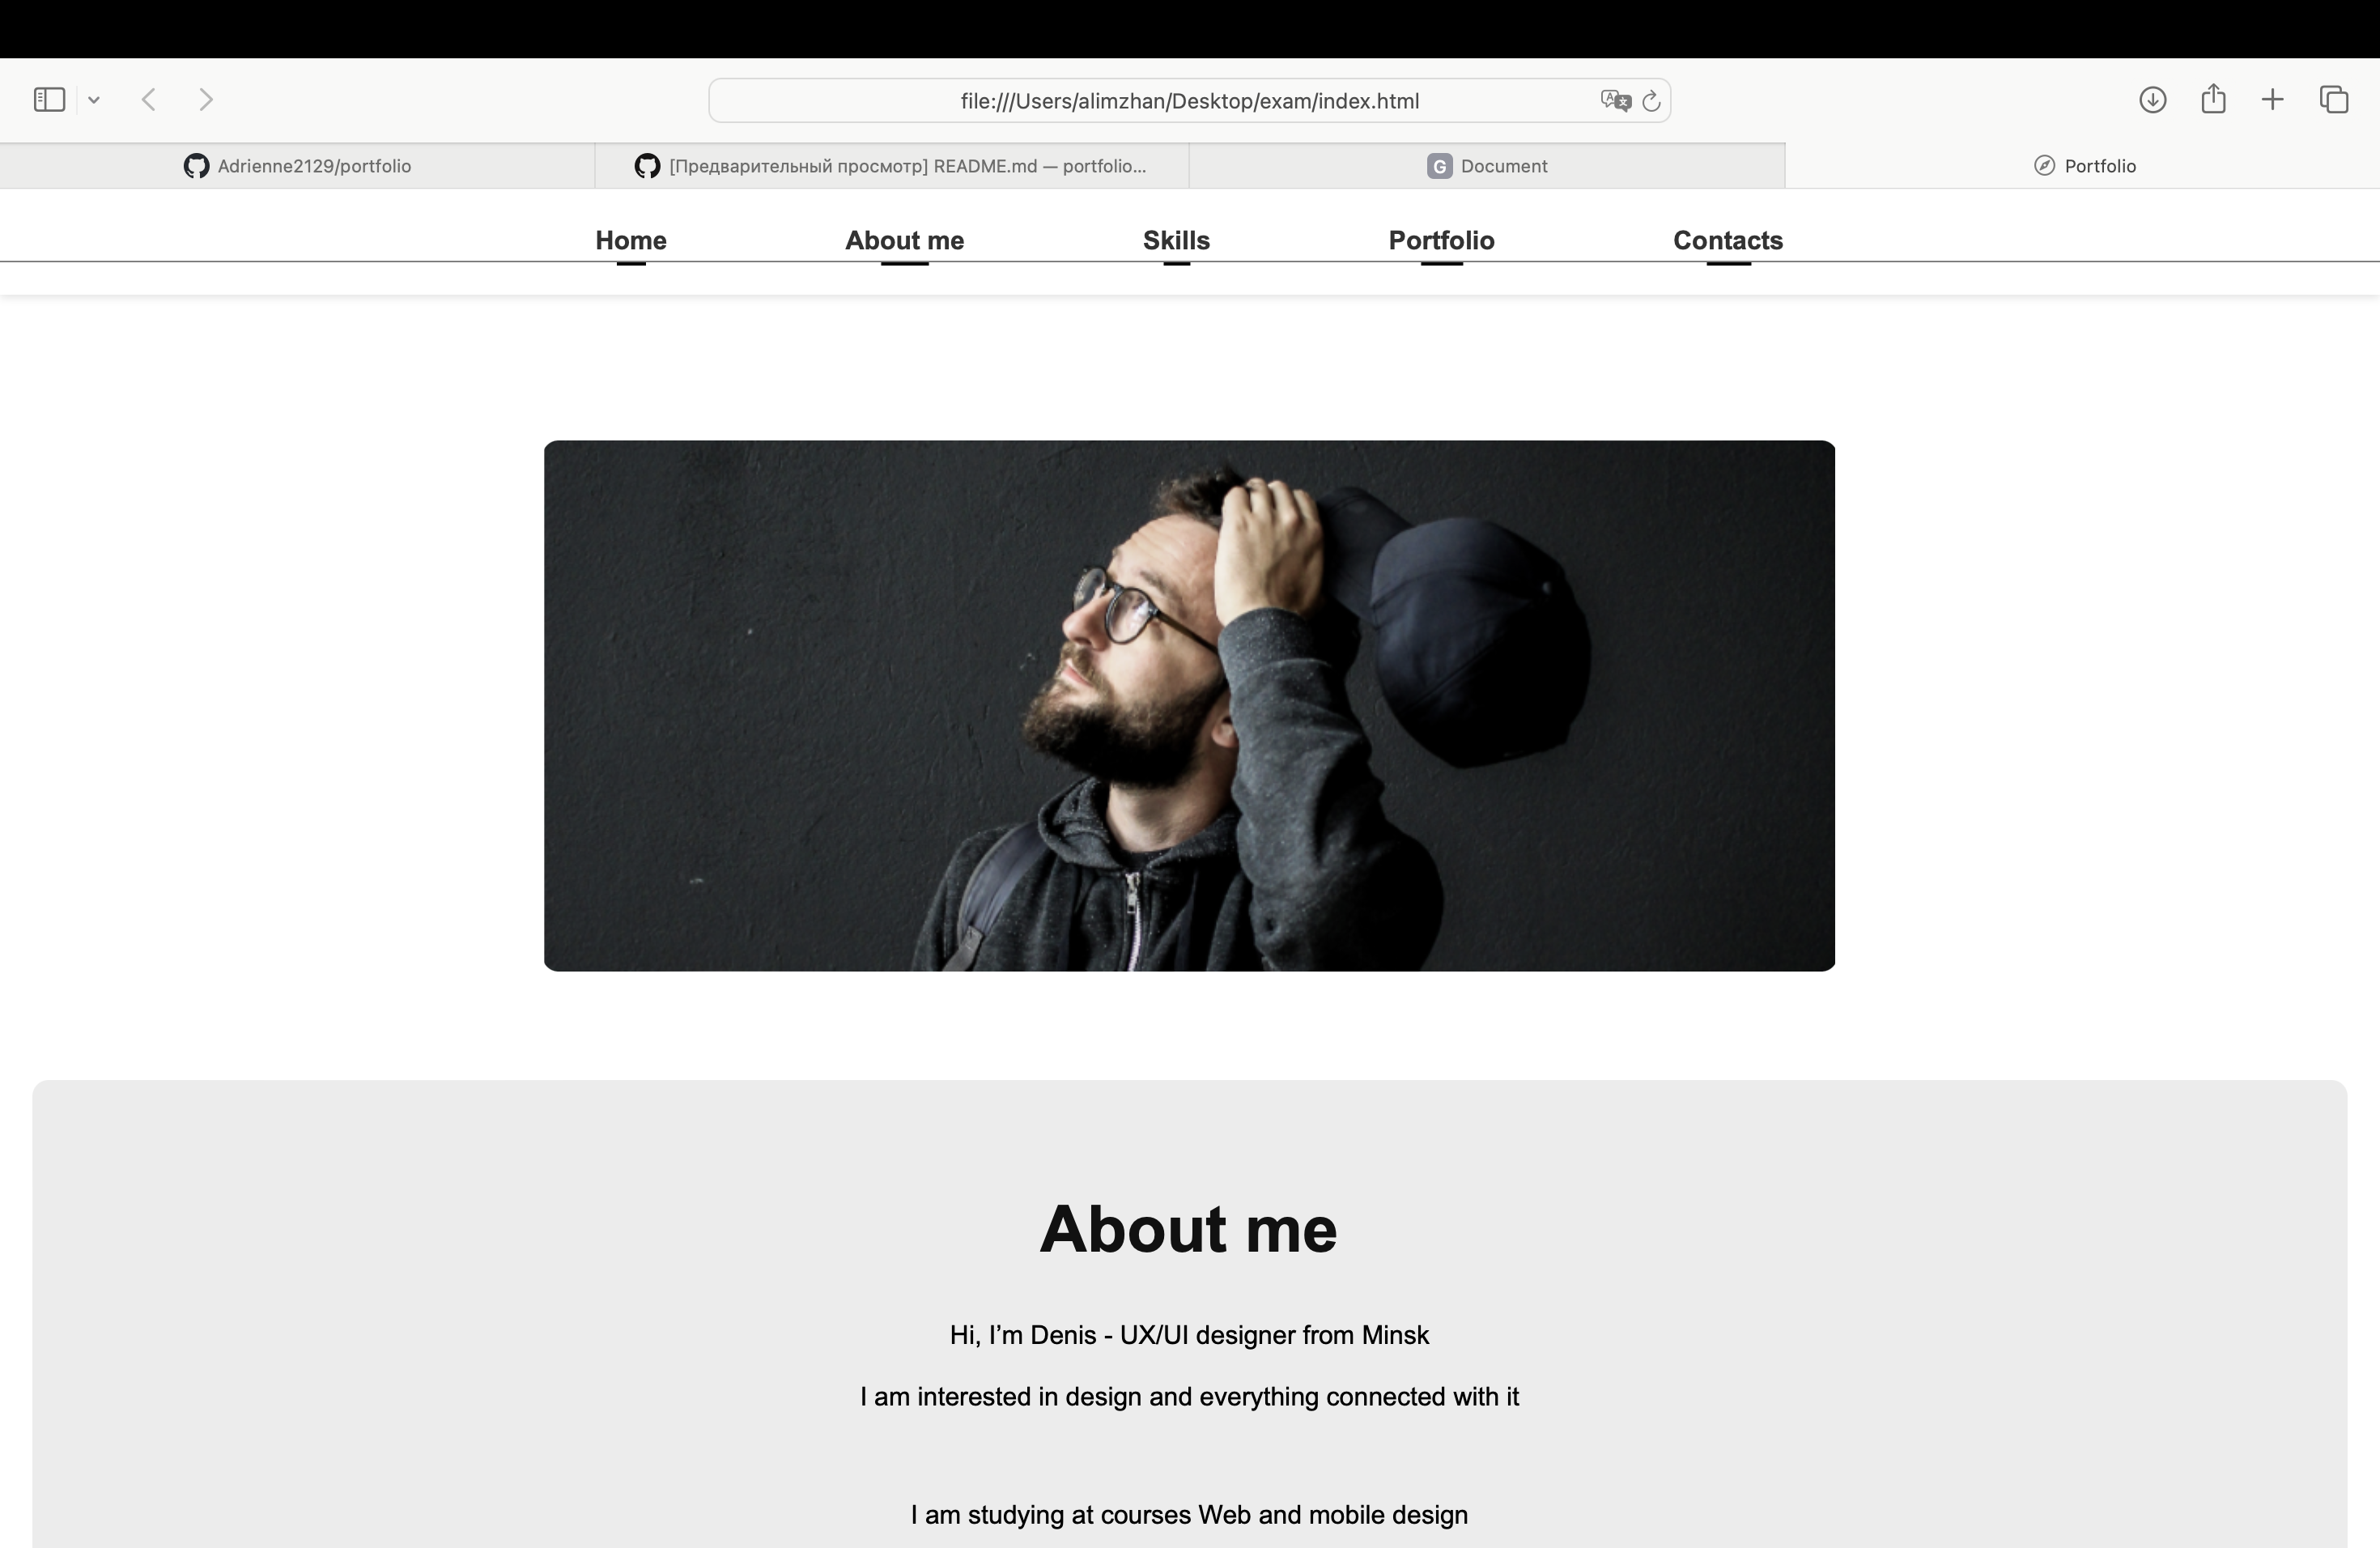 file:///Users/alimzhan/Desktop/exam/index.html
Adrienne2129/portfolio
[Предварительный просмотр] README.md — portfolio...
G Document
Portfolio
Home About me Skills Portfolio Contacts
About me
Hi, I’m Denis - UX/UI designer from Minsk
I am interested in design and everything connected with it
I am studying at courses Web and mobile design